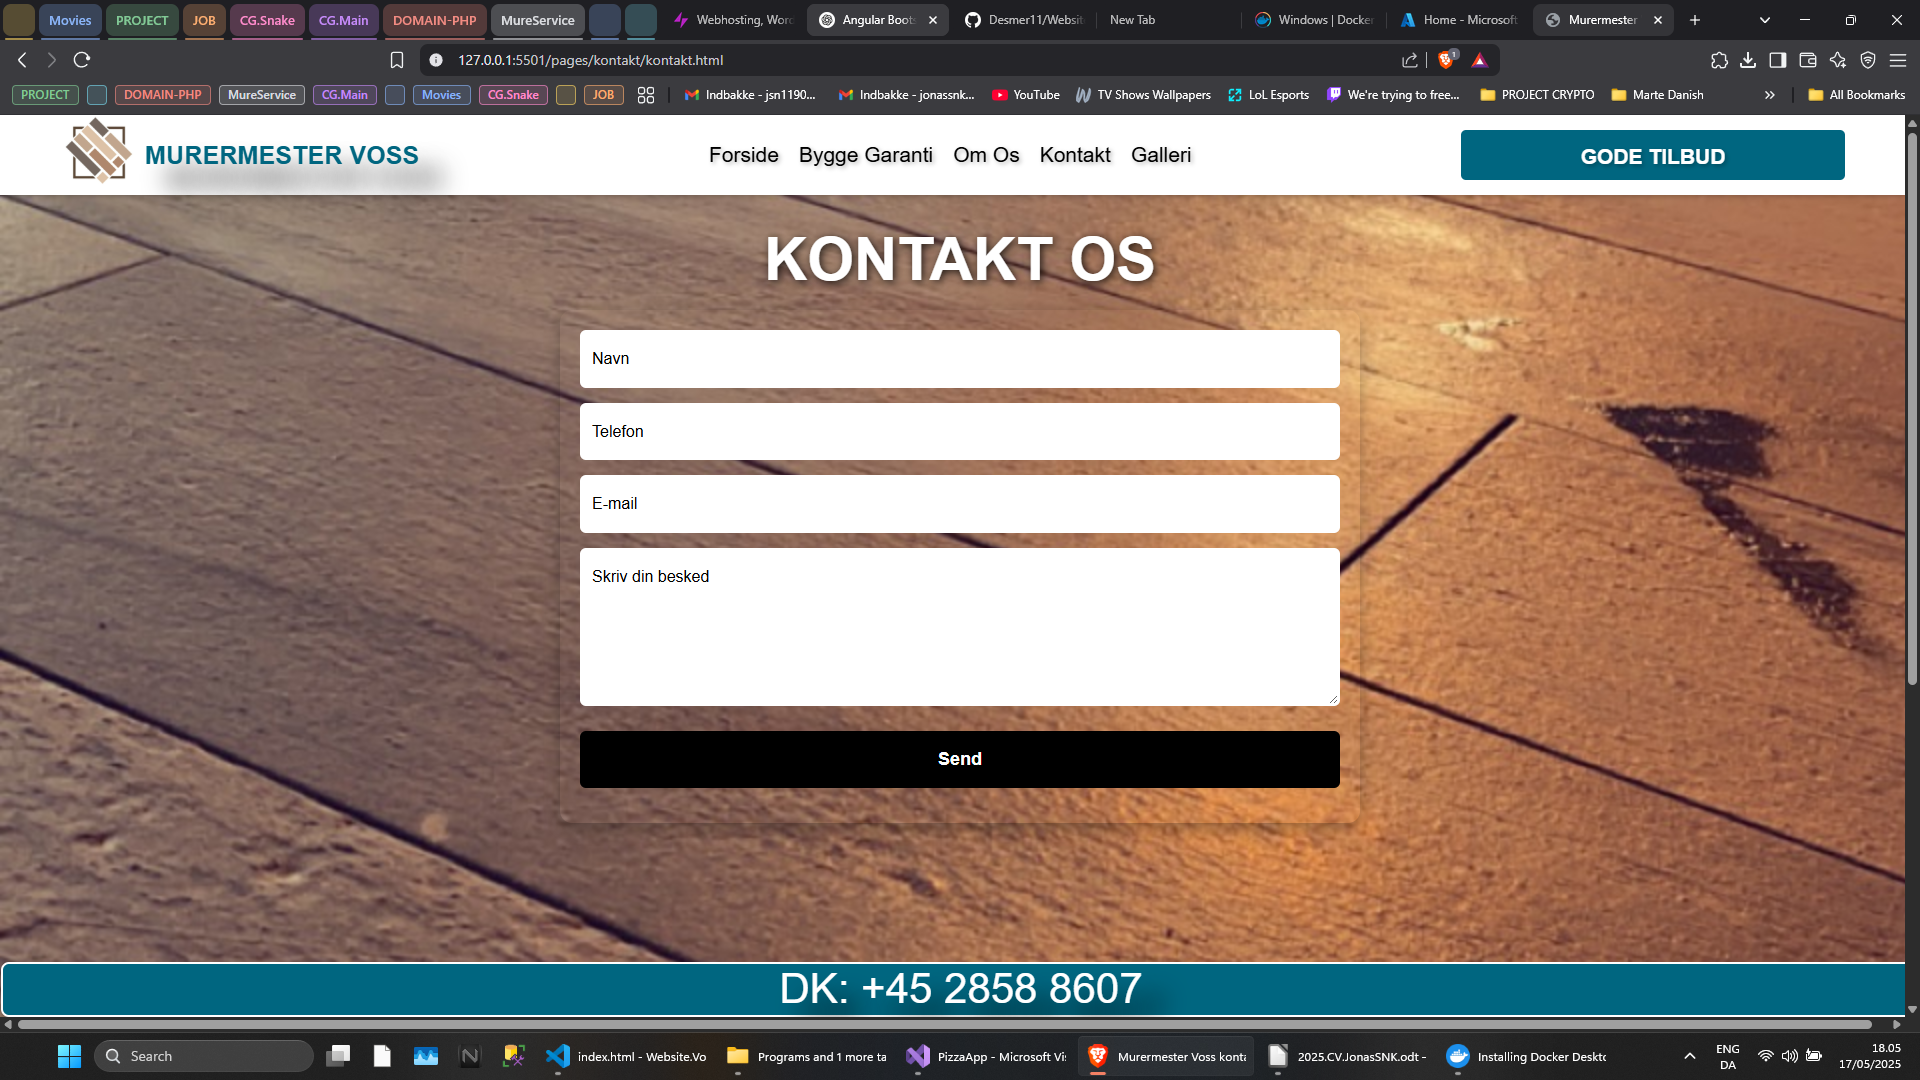 Movies PROJECT JOB CG.Snake CG.Main DOMAIN-PHP MureService Webhosting, Word Angular Boots Desmer11/Website New Tab Windows | Docker Home - Microsoft Murermester
127.0.0.1:5501/pages/kontakt/kontakt.html 1
PROJECT DOMAIN-PHP MureService CG.Main Movies CG.Snake JOB Indbakke - jsn1190... Indbakke - jonassnk... YouTube TV Shows Wallpapers LoL Esports We're trying to free... PROJECT CRYPTO Marte Danish All Bookmarks
MURERMESTER VOSS Forside Bygge Garanti Om Os Kontakt Galleri GODE TILBUD
KONTAKT OS
Navn
Telefon
E-mail
Skriv din besked
Send
DK: +45 2858 8607
Search index.html - Website.Vo Programs and 1 more ta PizzaApp - Microsoft Vis Murermester Voss konta 2025.CV.JonasSNK.odt - Installing Docker Deskto ENG DA 18.05 17/05/2025